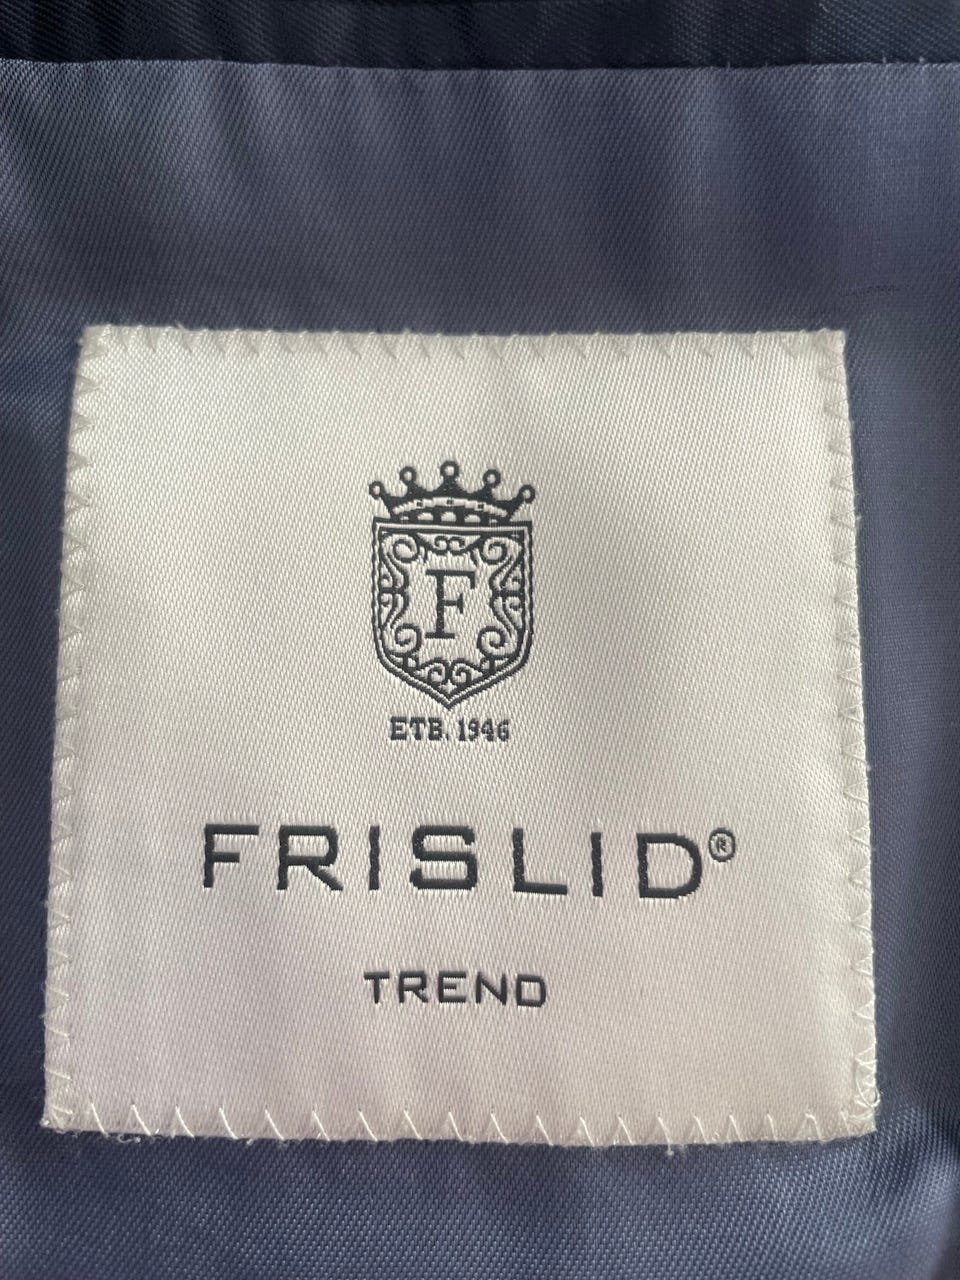 F
ETB. 1946
FRISLID®
TREND